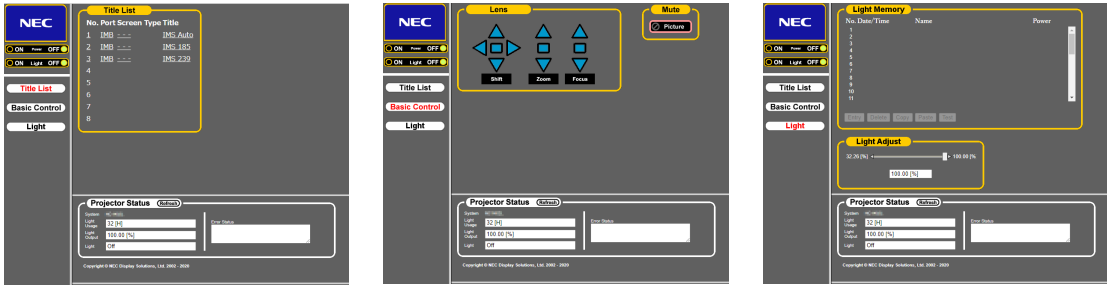 NEC
ON Power OFF
ON Light OFF
Title List
Basic Control
Light
Title List
No. Port Screen Type Title
1 IMB - - - IMS Auto
2 IMB - - - IMS 185
3 IMB - - - IMS 239
4
5
6
7
8
Projector Status Refresh
System
Light Usage 32 [H]
Light Output 100.00 [%]
Light Off
Error Status
Copyright © NEC Display Solutions, Ltd. 2002 - 2020
NEC
ON Power OFF
ON Light OFF
Title List
Basic Control
Light
Lens
Shift Zoom Focus
Mute
Picture
Projector Status Refresh
System
Light Usage 32 [H]
Light Output 100.00 [%]
Light Off
Error Status
Copyright © NEC Display Solutions, Ltd. 2002 - 2020
NEC
ON Power OFF
ON Light OFF
Title List
Basic Control
Light
Light Memory
No. Date/Time Name Power
1
2
3
4
5
6
7
8
9
10
11
Entry Delete Copy Paste Test
Light Adjust
32.26 [%] 100.00 [%
100.00 [%]
Projector Status Refresh
System
Light Usage 32 [H]
Light Output 100.00 [%]
Light Off
Error Status
Copyright © NEC Display Solutions, Ltd. 2002 - 2020